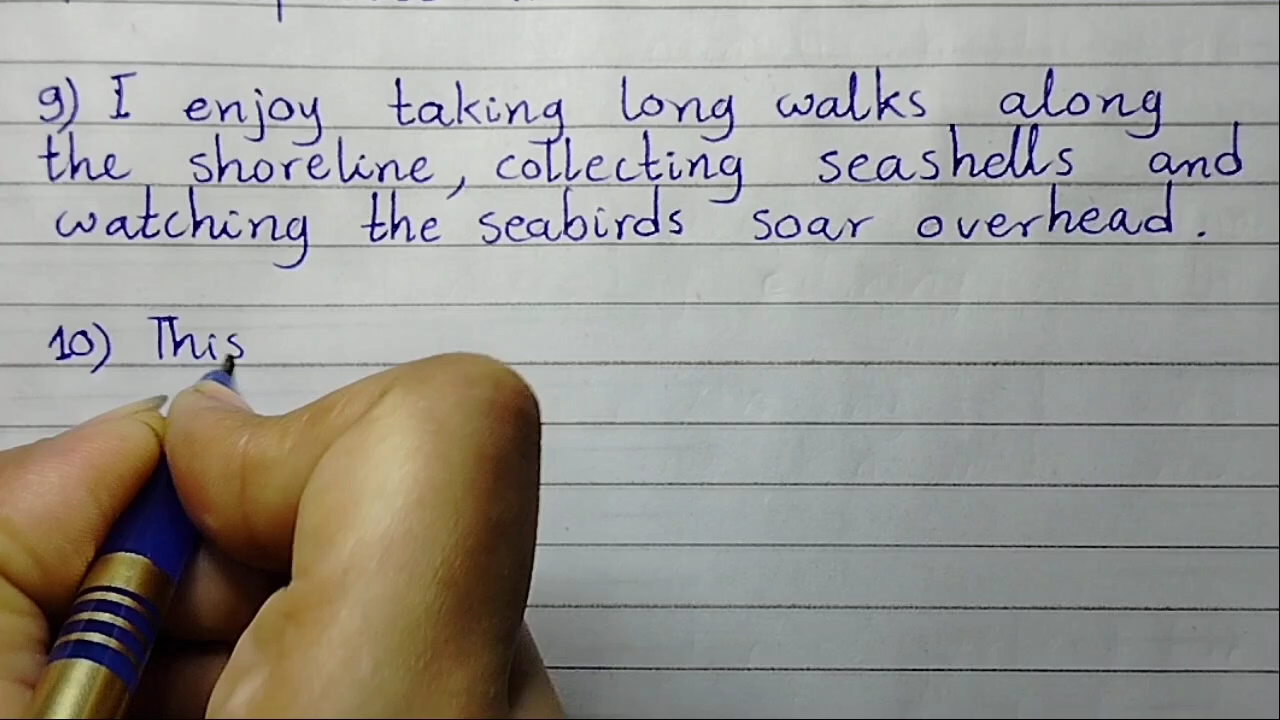 9) I enjoy taking long walks along
the shoreline, collecting seashells and
watching the seabirds soar overhead.
10) This